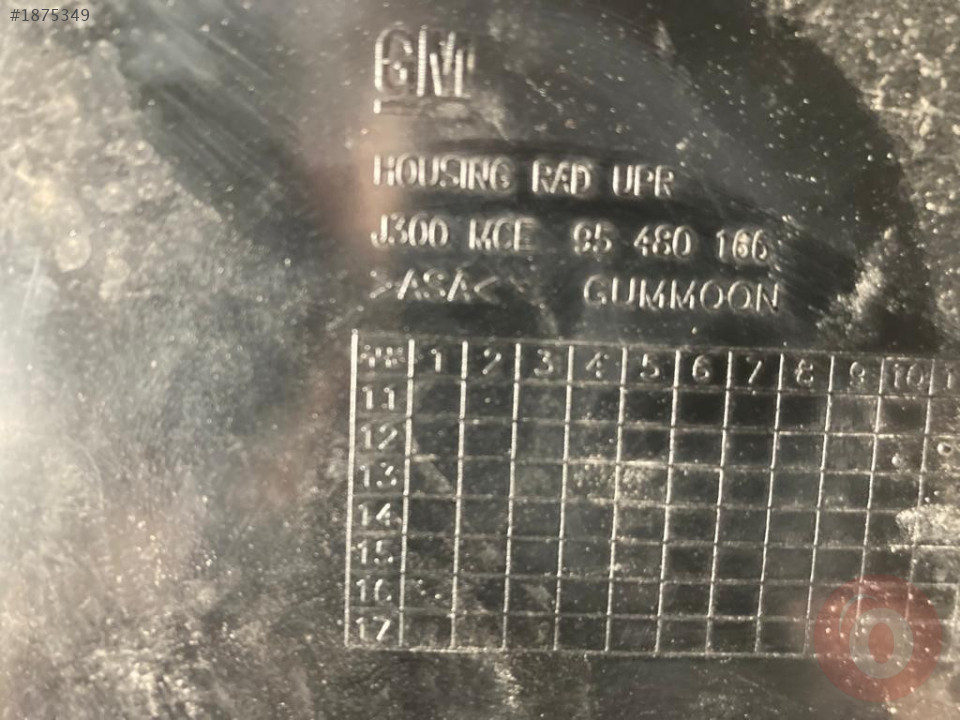 #1875349
GM
HOUSING RAD UPR
J300 MCE 95 480 166
>ASA< GUMMOON
1 2 3 4 5 6 7 8 9 10
11
12
13
14
15
16
17